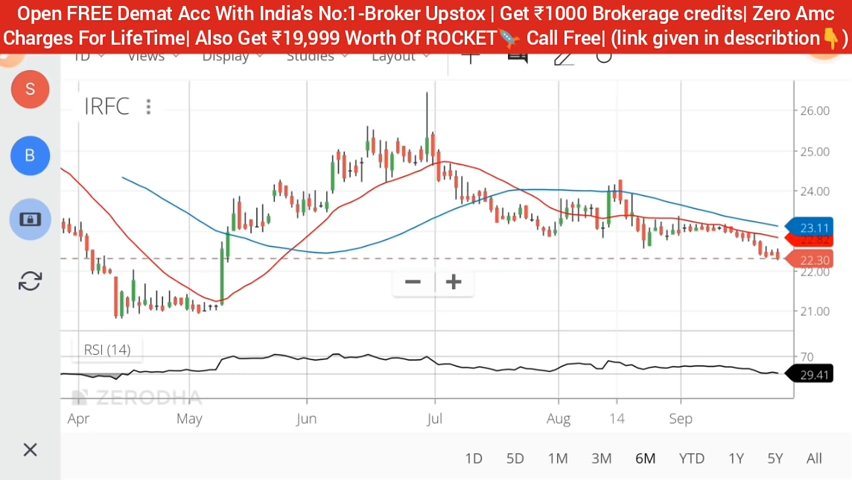 Open FREE Demat Acc With India's No:1-Broker Upstox | Get ₹1000 Brokerage credits| Zero Amc
Charges For LifeTime| Also Get ₹19,999 Worth Of ROCKET🚀 Call Free| (link given in describtion👇)
1D Views Display Studies Layout
S
IRFC
26.00
25.00
B
24.00
23.11
22.82
22.30
22.00
21.00
RSI (14)
70
29.41
ZERODHA
Apr May Jun Jul Aug 14 Sep
1D 5D 1M 3M 6M YTD 1Y 5Y All